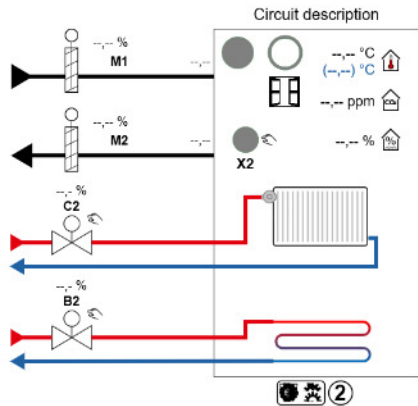 Circuit description
--,-- %
M1
--,--
--,-- °C
(--,--) °C
--,-- ppm
--,-- %
M2
--,--
--,-- %
X2
%
--,- %
C2
--,- %
B2
2